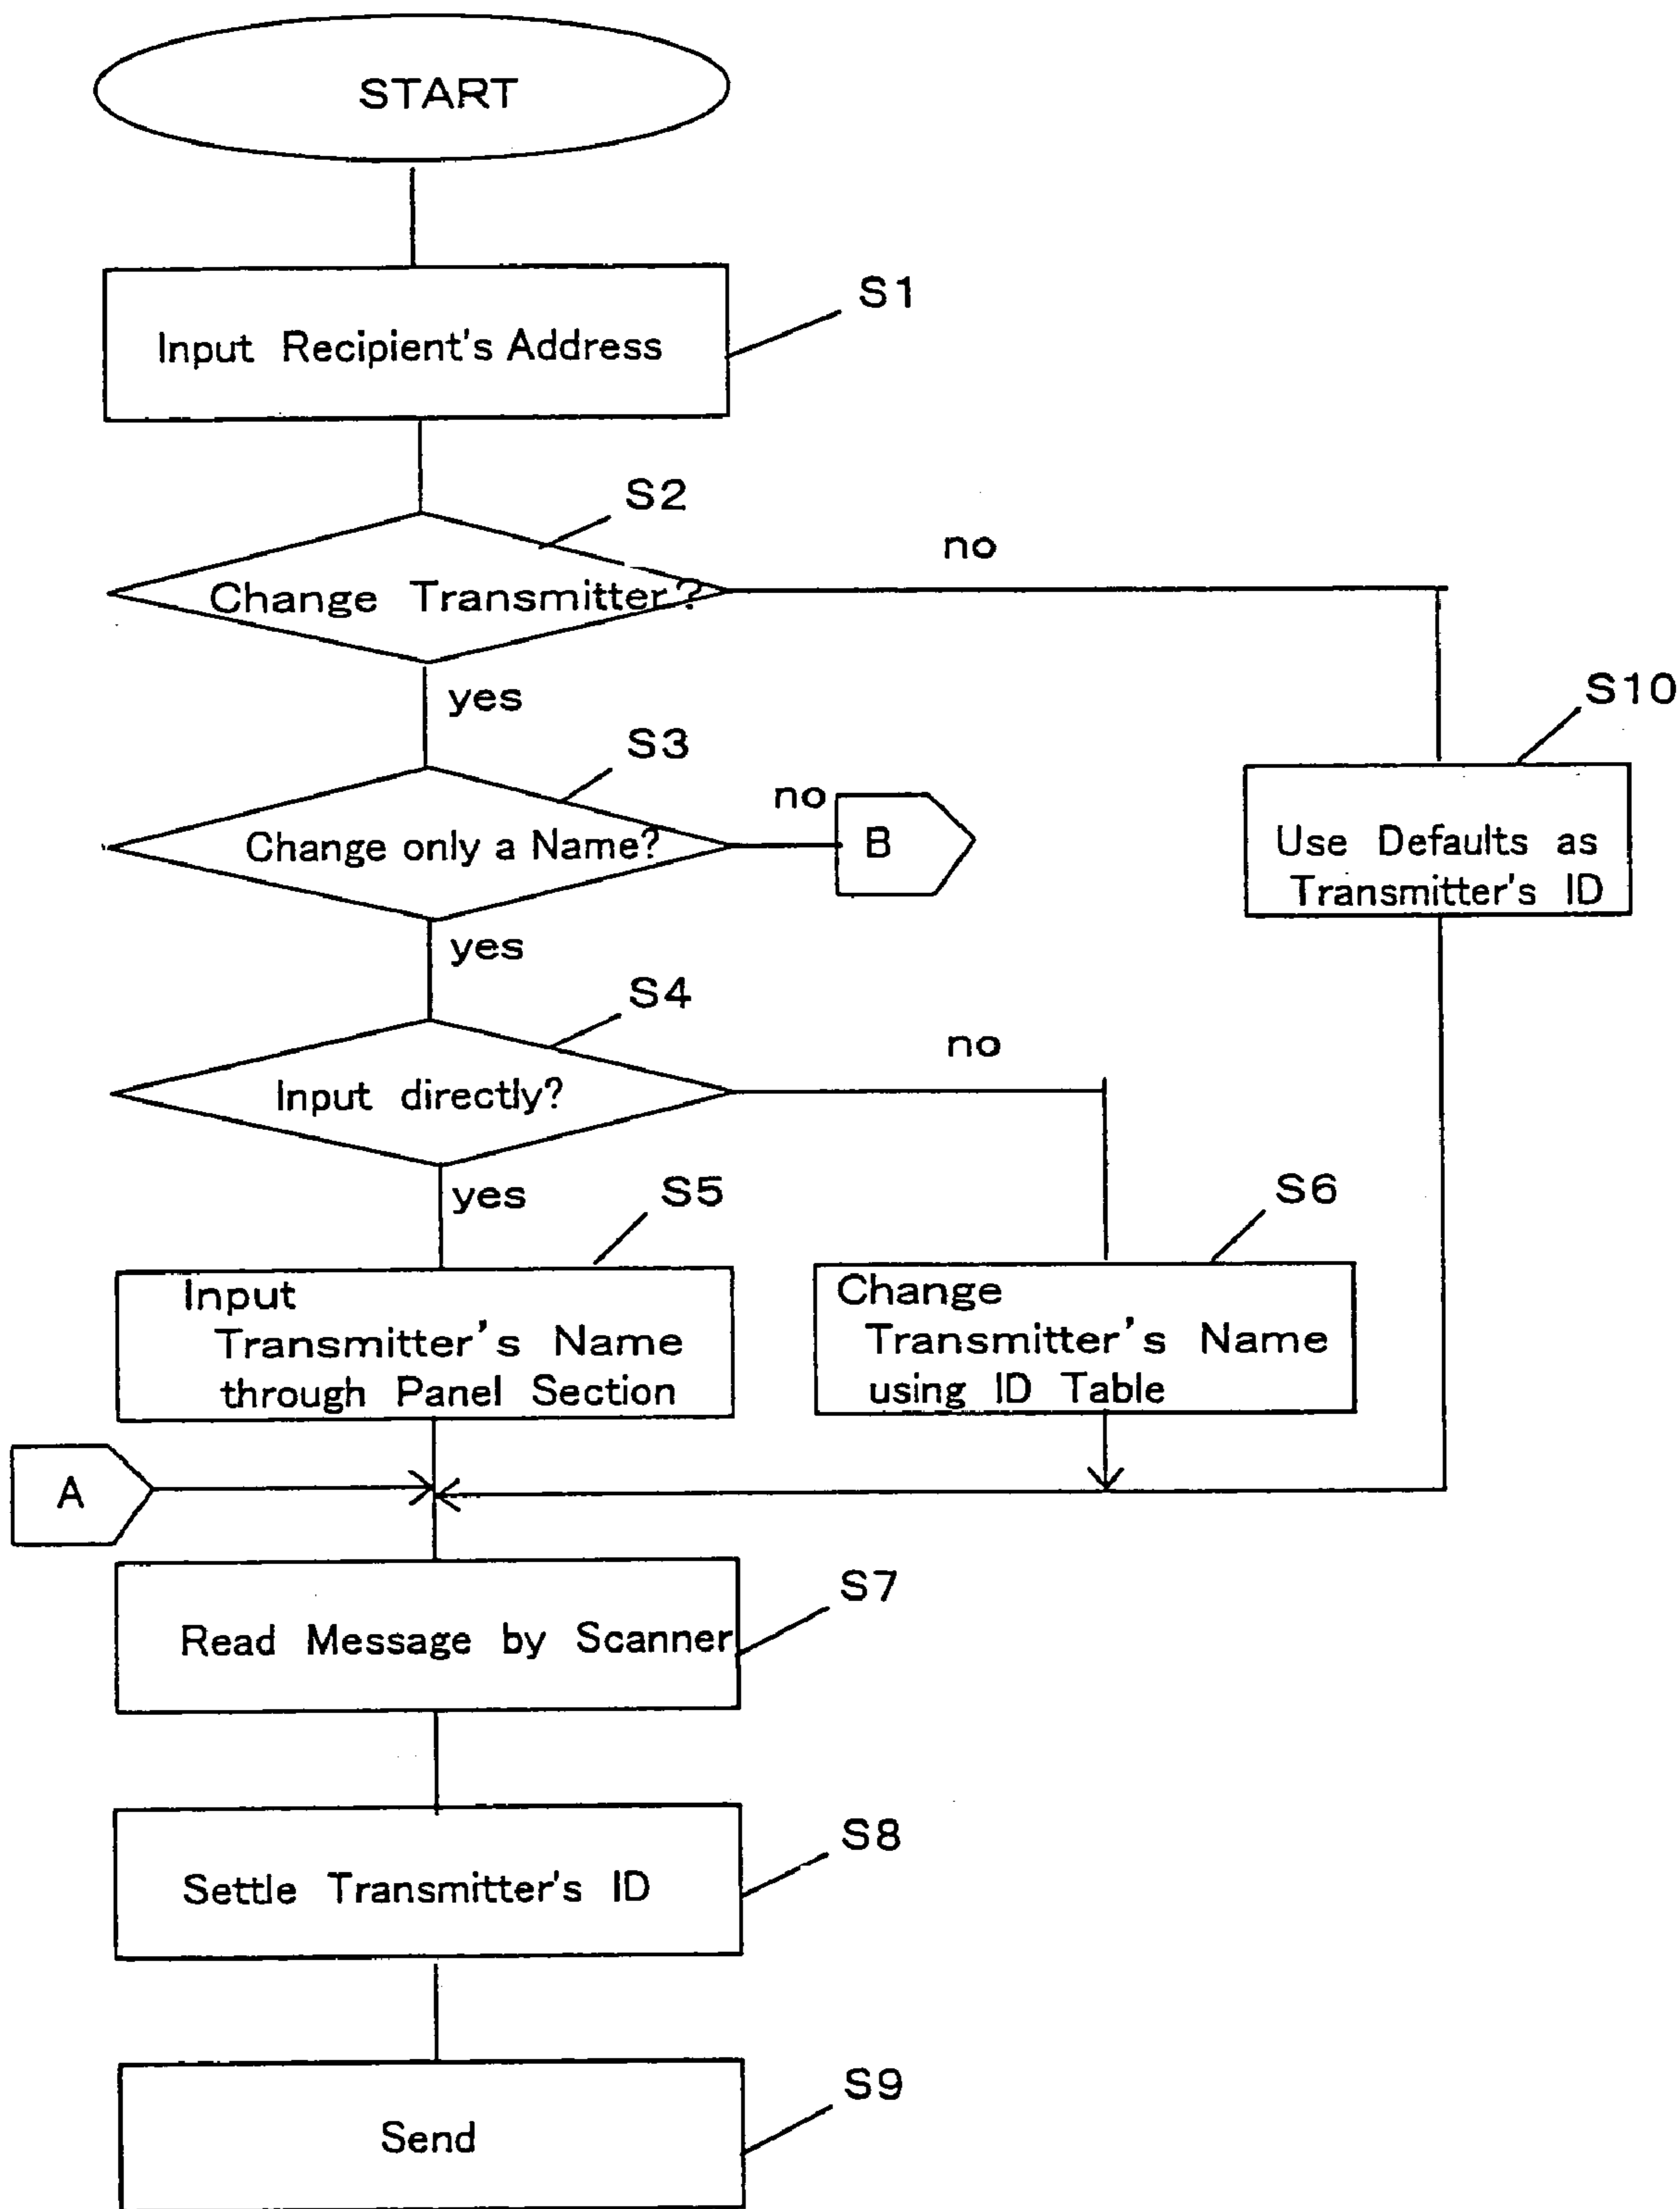 START
S1
Input Recipient's Address
S2
no
Change Transmitter?
yes
S10
S3
no
Use Defaults as
Transmitter's ID
Change only a Name?
B
yes
S4
no
Input directly?
yes
S5
S6
Input
Transmitter's Name
through Panel Section
Change
Transmitter's Name
using ID Table
A
S7
Read Message by Scanner
S8
Settle Transmitter's ID
S9
Send